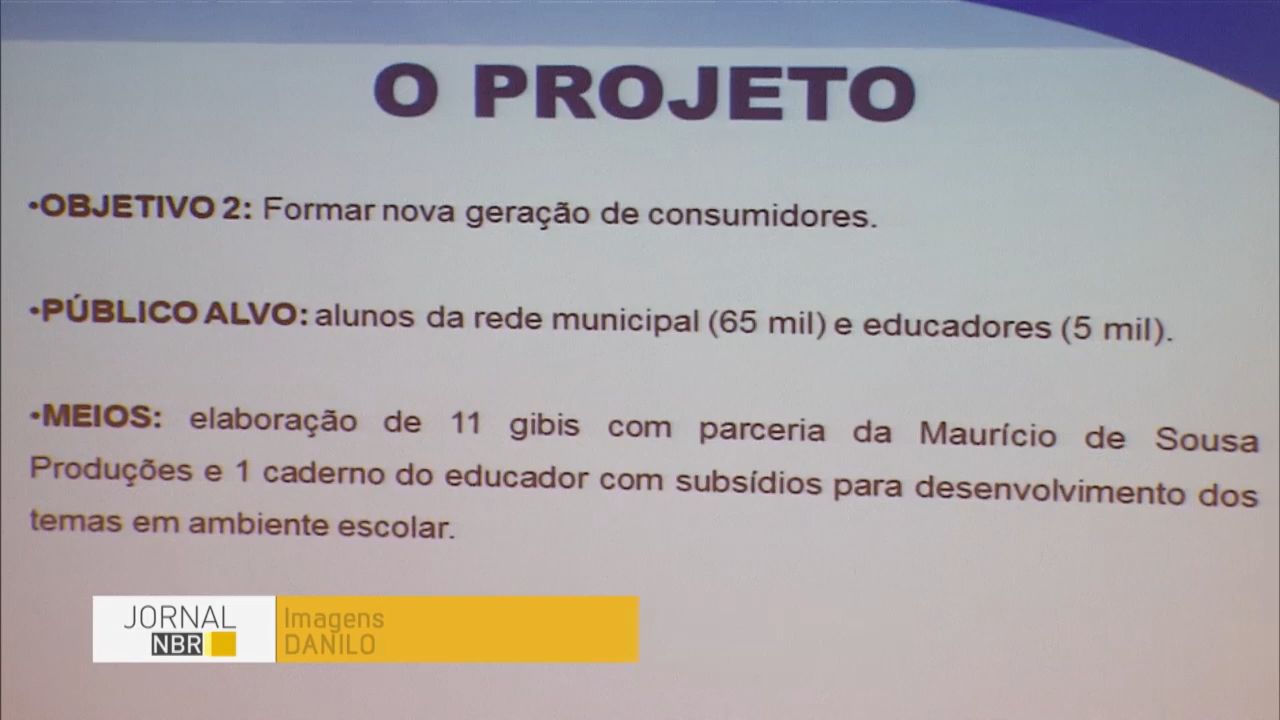 O PROJETO
•OBJETIVO 2: Formar nova geração de consumidores.
•PÚBLICO ALVO: alunos da rede municipal (65 mil) e educadores (5 mil).
•MEIOS: elaboração de 11 gibis com parceria da Maurício de Sousa
Produções e 1 caderno do educador com subsídios para desenvolvimento dos
temas em ambiente escolar.
JORNAL
NBR
Imagens
DANILO